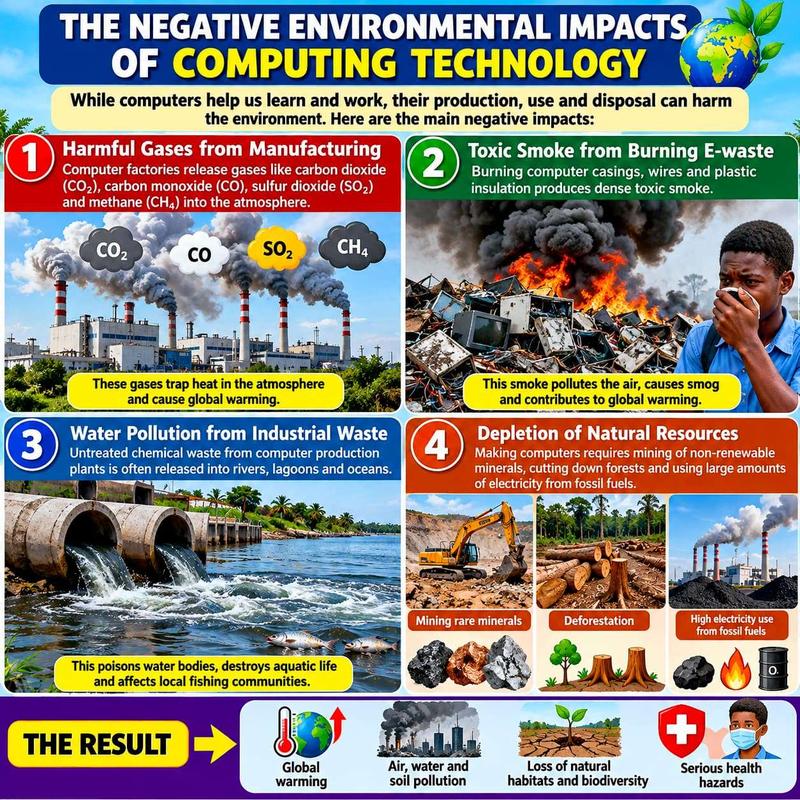 THE NEGATIVE ENVIRONMENTAL IMPACTS
OF COMPUTING TECHNOLOGY
While computers help us learn and work, their production, use and disposal can harm
the environment. Here are the main negative impacts:
1
Harmful Gases from Manufacturing
Computer factories release gases like carbon dioxide
(CO₂), carbon monoxide (CO), sulfur dioxide (SO₂)
and methane (CH₄) into the atmosphere.
CO₂
CO
SO₂
CH₄
These gases trap heat in the atmosphere
and cause global warming.
2
Toxic Smoke from Burning E-waste
Burning computer casings, wires and plastic
insulation produces dense toxic smoke.
This smoke pollutes the air, causes smog
and contributes to global warming.
3
Water Pollution from Industrial Waste
Untreated chemical waste from computer production
plants is often released into rivers, lagoons and oceans.
This poisons water bodies, destroys aquatic life
and affects local fishing communities.
4
Depletion of Natural Resources
Making computers requires mining of non-renewable
minerals, cutting down forests and using large amounts
of electricity from fossil fuels.
Mining rare minerals
Deforestation
High electricity use
from fossil fuels
O.
THE RESULT
Global
warming
Air, water and
soil pollution
Loss of natural
habitats and biodiversity
Serious health
hazards